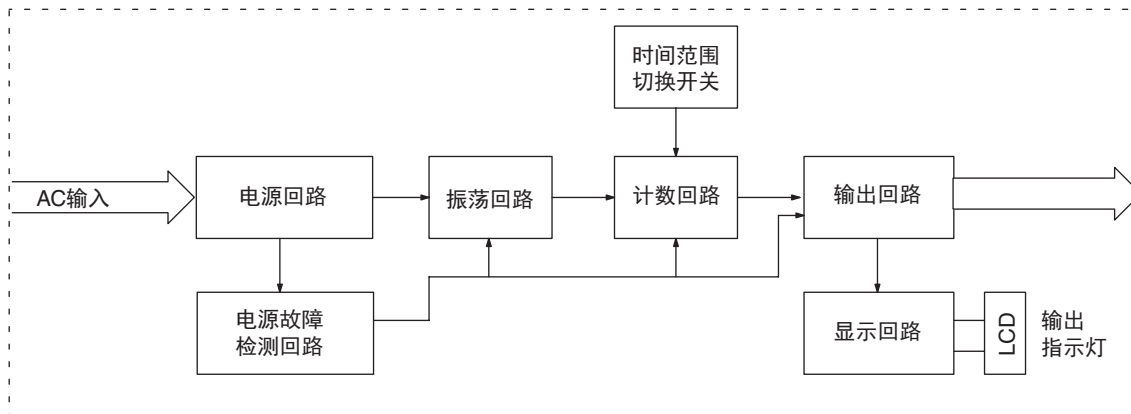 时间范围
切换开关
AC输入
电源回路
振荡回路
计数回路
输出回路
电源故障
检测回路
显示回路
LCD
输出
指示灯